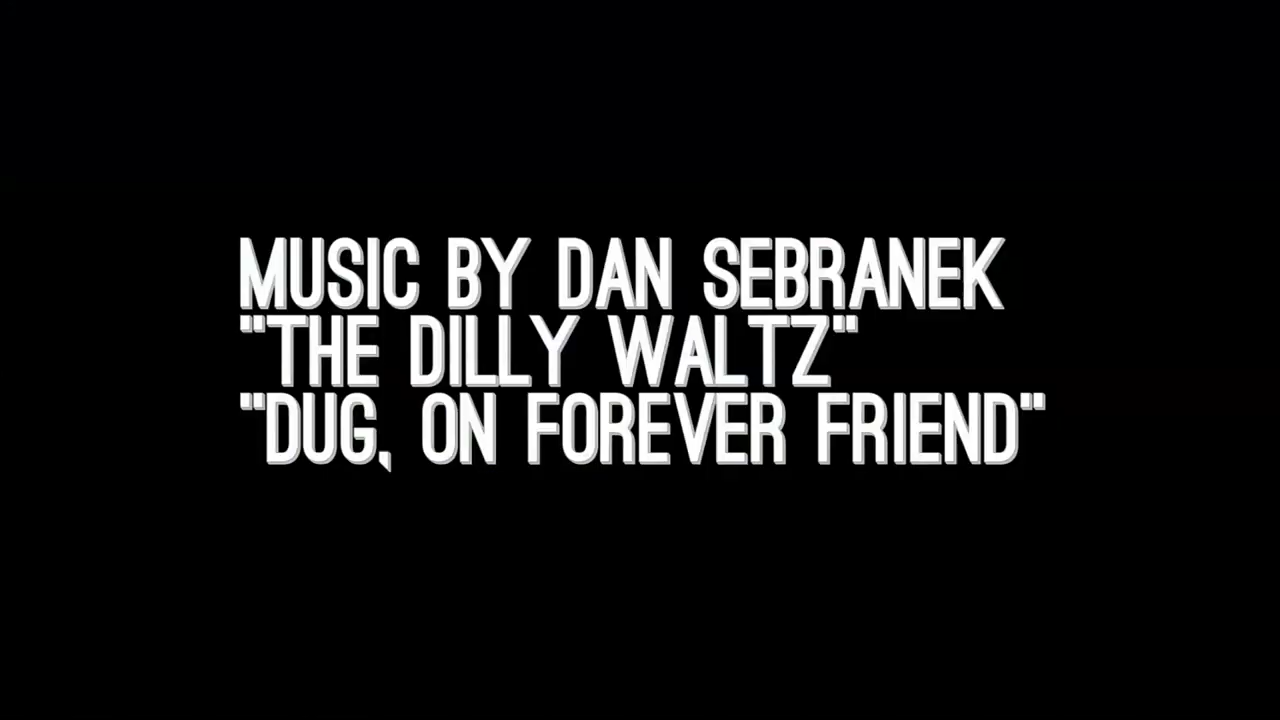 MUSIC BY DAN SEBRANEK
"THE DILLY WALTZ"
"DUG, ON FOREVER FRIEND"